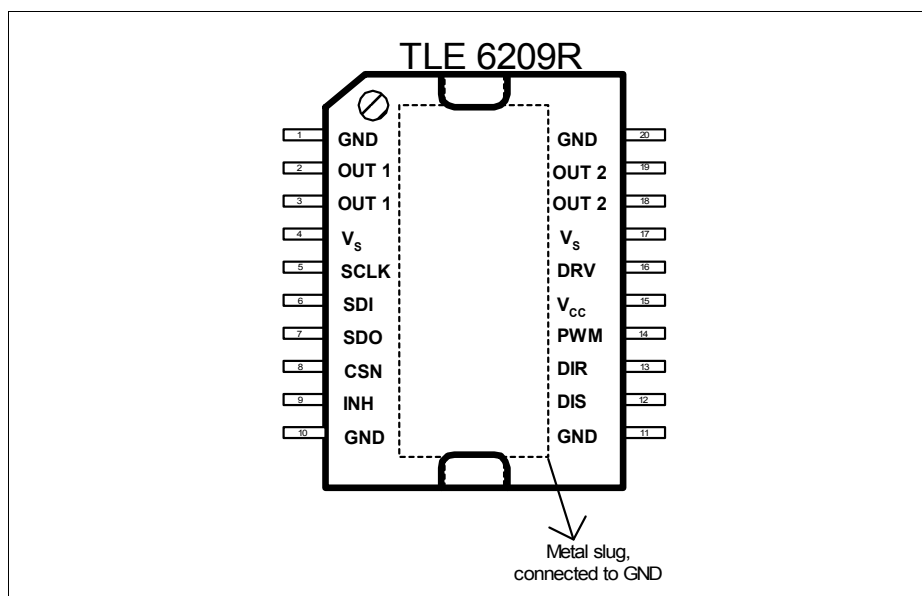 TLE 6209R
1 GND
2 OUT 1
3 OUT 1
4 VS
5 SCLK
6 SDI
7 SDO
8 CSN
9 INH
10 GND
GND 20
OUT 2 19
OUT 2 18
VS 17
DRV 16
VCC 15
PWM 14
DIR 13
DIS 12
GND 11
Metal slug,
connected to GND